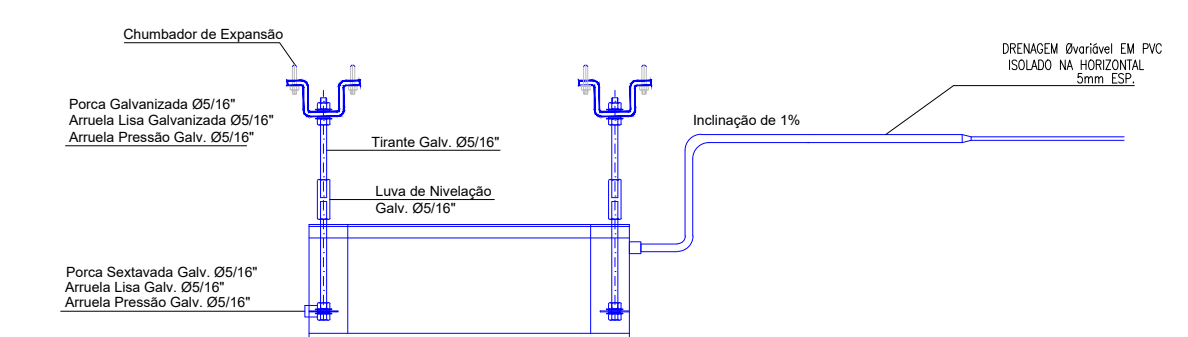 Chumbador de Expansão
DRENAGEM Øvariável EM PVC
ISOLADO NA HORIZONTAL
5mm ESP.
Porca Galvanizada Ø5/16"
Arruela Lisa Galvanizada Ø5/16"
Arruela Pressão Galv. Ø5/16"
Inclinação de 1%
Tirante Galv. Ø5/16"
Luva de Nivelação
Galv. Ø5/16"
Porca Sextavada Galv. Ø5/16"
Arruela Lisa Galv. Ø5/16"
Arruela Pressão Galv. Ø5/16"